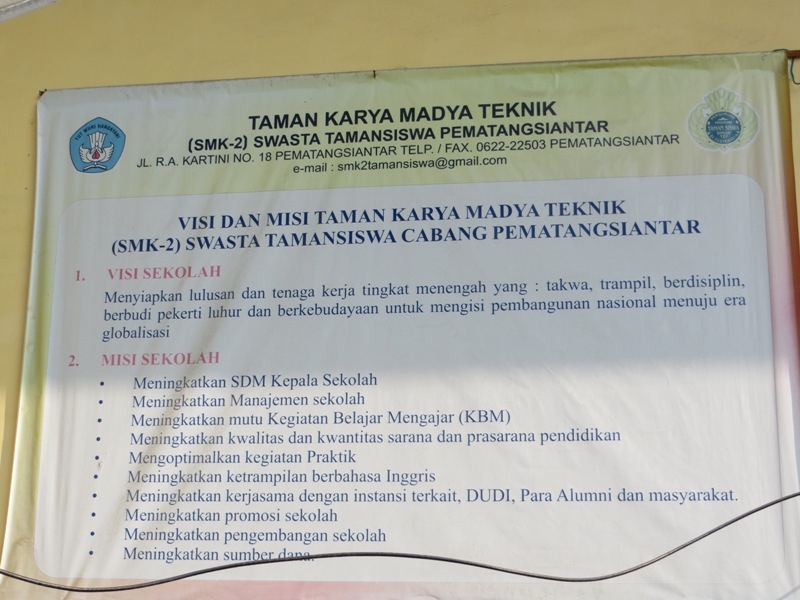 TAMAN KARYA MADYA TEKNIK
(SMK-2) SWASTA TAMANSISWA PEMATANGSIANTAR
JL. R.A. KARTINI NO. 18 PEMATANGSIANTAR TELP. / FAX. 0622-22503 PEMATANGSIANTAR
e-mail : smk2tamansiswa@gmail.com
TUT WURI HANDAYANI
TAMAN SISWA
VISI DAN MISI TAMAN KARYA MADYA TEKNIK
(SMK-2) SWASTA TAMANSISWA CABANG PEMATANGSIANTAR
1. VISI SEKOLAH
Menyiapkan lulusan dan tenaga kerja tingkat menengah yang : takwa, trampil, berdisiplin,
berbudi pekerti luhur dan berkebudayaan untuk mengisi pembangunan nasional menuju era
globalisasi
2. MISI SEKOLAH
• Meningkatkan SDM Kepala Sekolah
• Meningkatkan Manajemen sekolah
• Meningkatkan mutu Kegiatan Belajar Mengajar (KBM)
• Meningkatkan kwalitas dan kwantitas sarana dan prasarana pendidikan
• Mengoptimalkan kegiatan Praktik
• Meningkatkan ketrampilan berbahasa Inggris
• Meningkatkan kerjasama dengan instansi terkait, DUDI, Para Alumni dan masyarakat.
• Meningkatkan promosi sekolah
• Meningkatkan pengembangan sekolah
• Meningkatkan sumber dana.